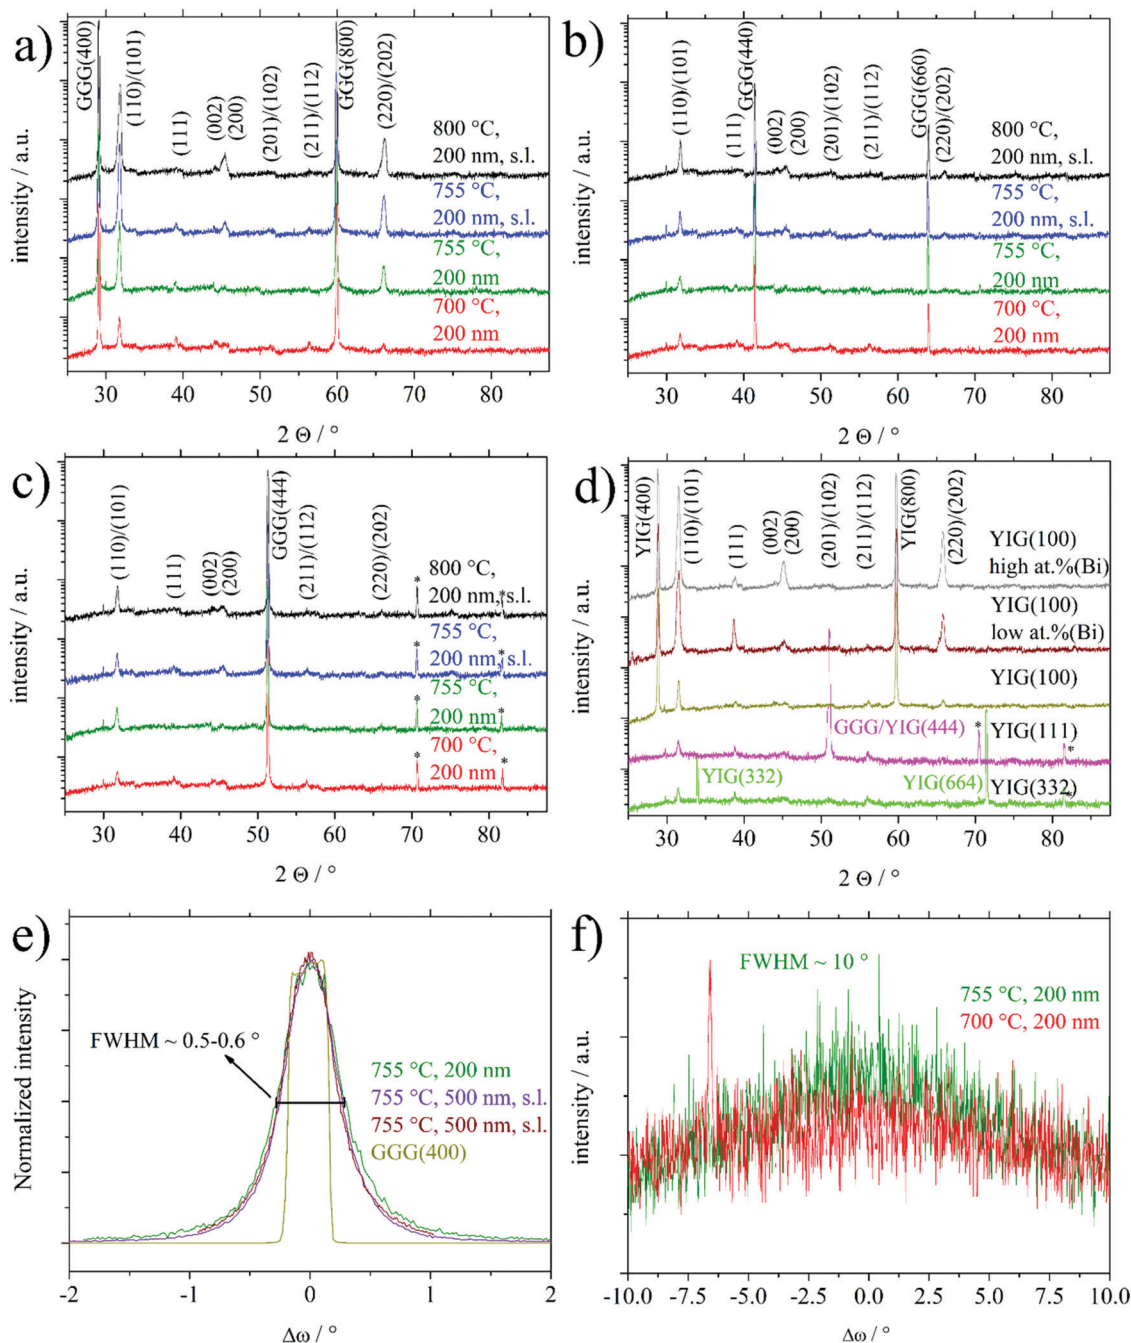 a)
GGG(400)
(110)/(101)
(111)
(002)
(200)
(201)/(102)
(211)/(112)
GGG(800)
(220)/(202)
800 °C,
200 nm, s.l.
755 °C,
200 nm, s.l.
755 °C,
200 nm
700 °C,
200 nm
intensity / a.u.
30 40 50 60 70 80
2 Θ / °
b)
(110)/(101)
GGG(440)
(111)
(002)
(200)
(201)/(102)
(211)/(112)
GGG(660)
(220)/(202)
800 °C,
200 nm, s.l.
755 °C,
200 nm, s.l.
755 °C,
200 nm
700 °C,
200 nm
intensity / a.u.
30 40 50 60 70 80
2 Θ / °
c)
(110)/(101)
(111)
(002)
(200)
GGG(444)
(211)/(112)
(220)/(202)
800 °C,
200 nm, s.l.
* *
755 °C,
200 nm, s.l.
* *
755 °C,
200 nm
* *
700 °C,
200 nm
* *
intensity / a.u.
30 40 50 60 70 80
2 Θ / °
d)
YIG(400)
(110)/(101)
(111)
(002)
(200)
(201)/(102)
(211)/(112)
YIG(800)
(220)/(202)
YIG(100)
high at.%(Bi)
YIG(100)
low at.%(Bi)
YIG(100)
GGG/YIG(444)
YIG(111)
* *
YIG(332)
YIG(664)
YIG(332)
*
intensity / a.u.
30 40 50 60 70 80
2 Θ / °
e)
FWHM ~ 0.5-0.6 °
755 °C, 200 nm
755 °C, 500 nm, s.l.
755 °C, 500 nm, s.l.
GGG(400)
Normalized intensity
-2 -1 0 1 2
Δω / °
f)
FWHM ~ 10 °
755 °C, 200 nm
700 °C, 200 nm
intensity / a.u.
-10.0 -7.5 -5.0 -2.5 0.0 2.5 5.0 7.5 10.0
Δω / °